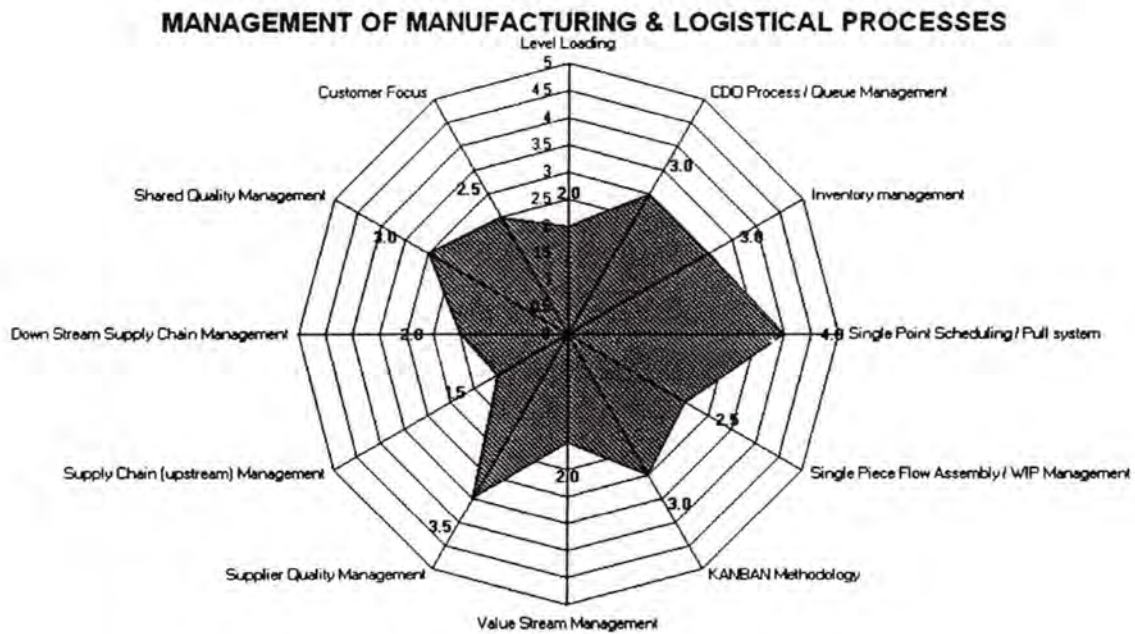 MANAGEMENT OF MANUFACTURING & LOGISTICAL PROCESSES
Level Loading
5
Customer Focus
4.5
CDO Process / Queue Management
4
3.5
3.0
3
2.5
2.5
2.0
Shared Quality Management
Inventory management
2
3.0
3.0
1.5
1
0.5
Down Stream Supply Chain Management
2.0
0
4.0
Single Point Scheduling / Pull system
1.5
2.5
Supply Chain (upstream) Management
2.0
Single Piece Flow Assembly / WIP Management
3.5
3.0
Supplier Quality Management
KANBAN Methodology
Value Stream Management